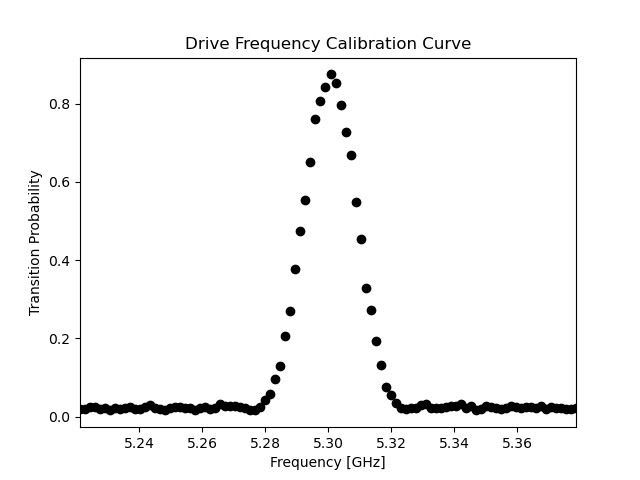 Drive Frequency Calibration Curve
Transition Probability
0.8
0.6
0.4
0.2
0.0
5.24 5.26 5.28 5.30 5.32 5.34 5.36
Frequency [GHz]